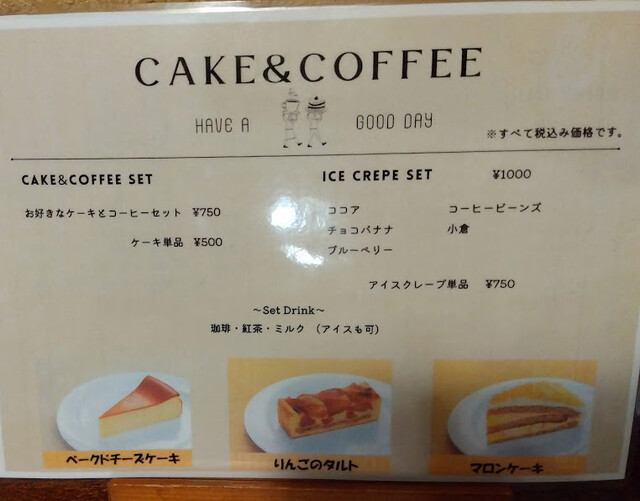 CAKE&COFFEE
HAVE A GOOD DAY
※すべて税込み価格です。
CAKE&COFFEE SET
お好きなケーキとコーヒーセット ¥750
ケーキ単品 ¥500
ICE CREPE SET ¥1000
ココア コーヒービーンズ
チョコバナナ 小倉
ブルーベリー
アイスクレープ単品 ¥750
~Set Drink~
珈琲・紅茶・ミルク (アイスも可)
ベークドチーズケーキ
りんごのタルト
マロンケーキ